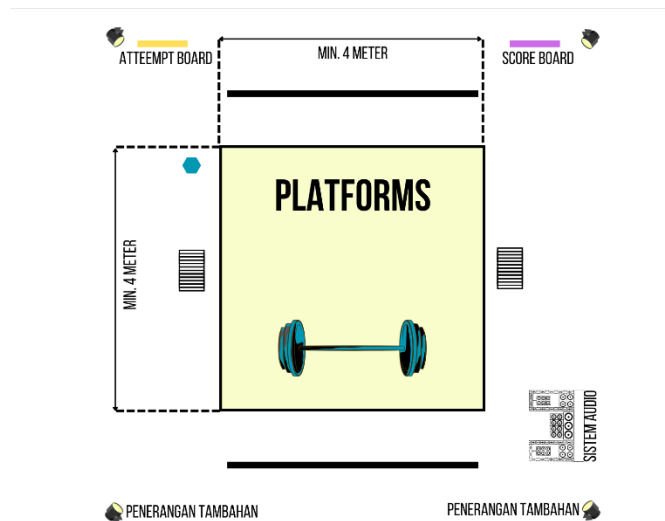 ATTEEMPT BOARD
MIN. 4 METER
SCORE BOARD
PLATFORMS
MIN. 4 METER
SISTEM AUDIO
PENERANGAN TAMBAHAN
PENERANGAN TAMBAHAN